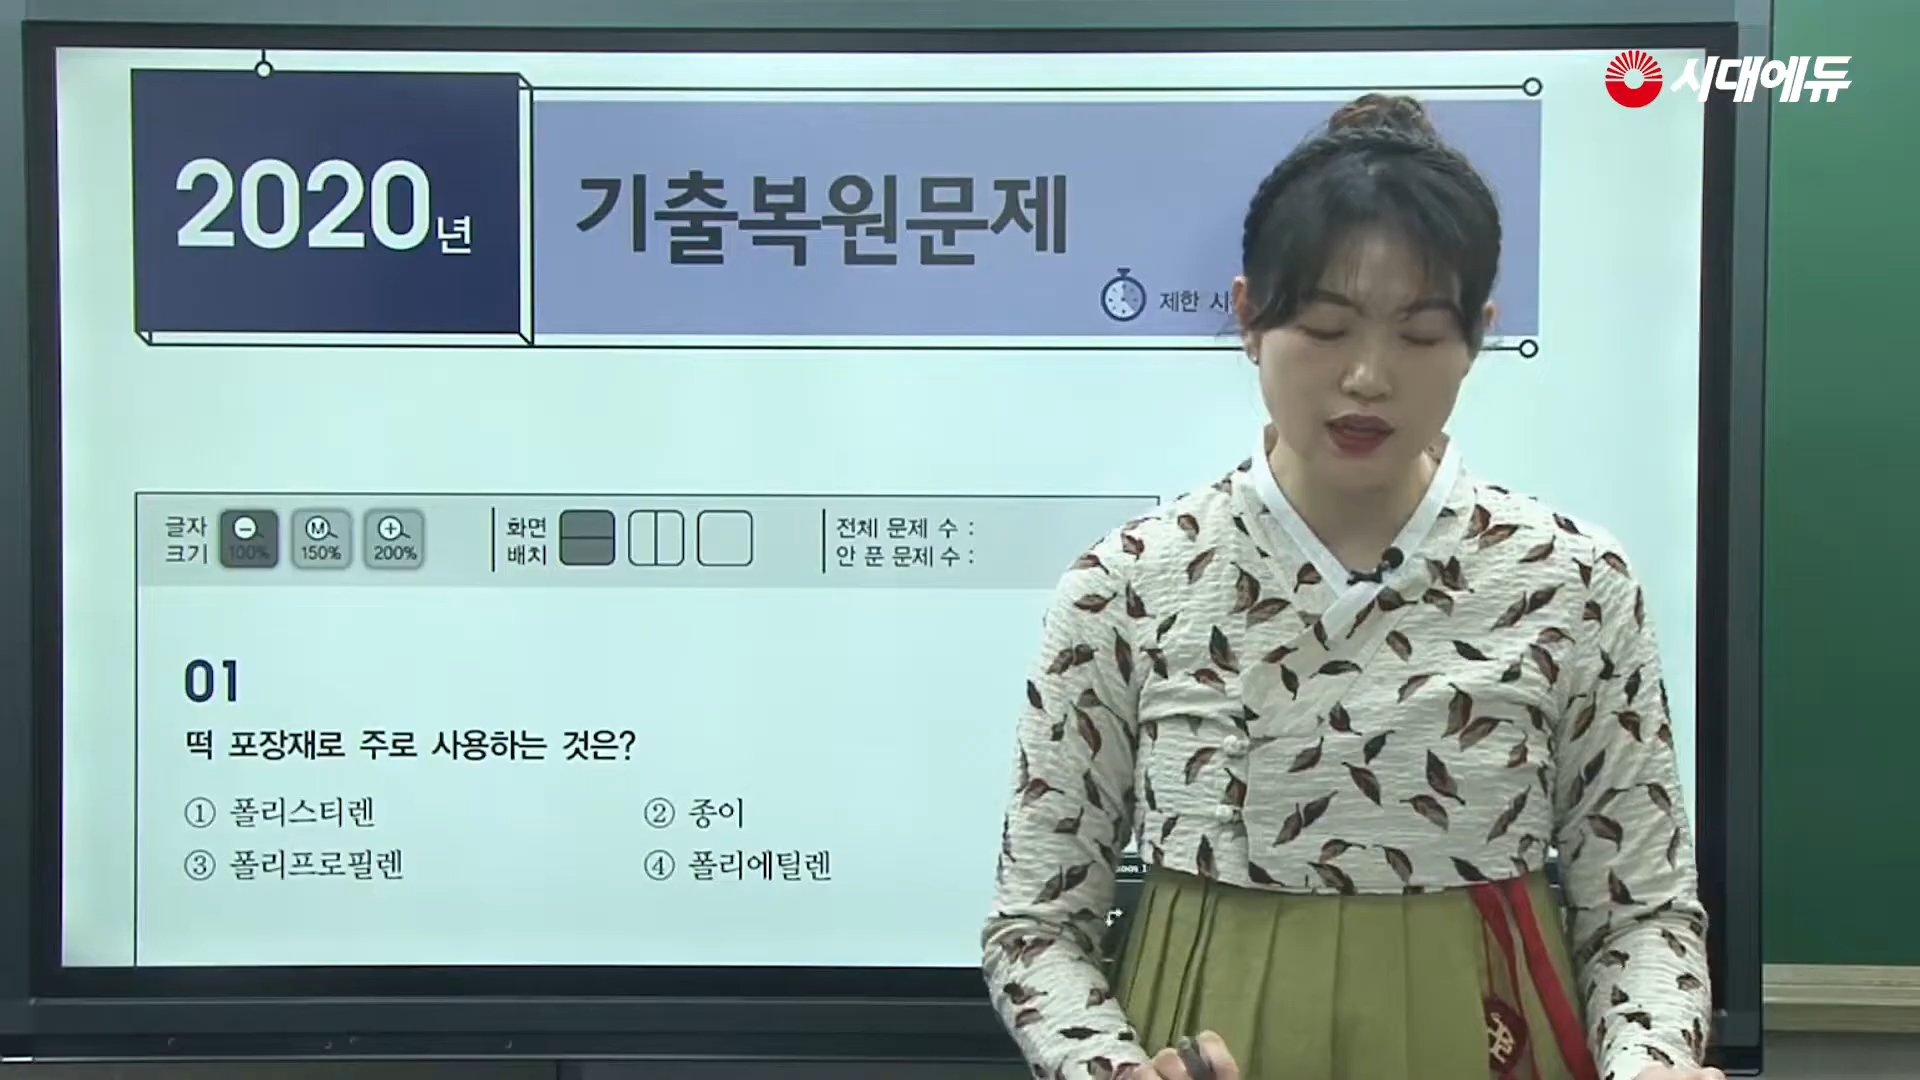 시대에듀
2020년
기출복원문제
제한
글자 크기
100% 150% 200%
화면 배치
전체 문제 수 :
안 푼 문제 수 :
01
떡 포장재로 주로 사용하는 것은?
① 폴리스티렌 ② 종이
③ 폴리프로필렌 ④ 폴리에틸렌